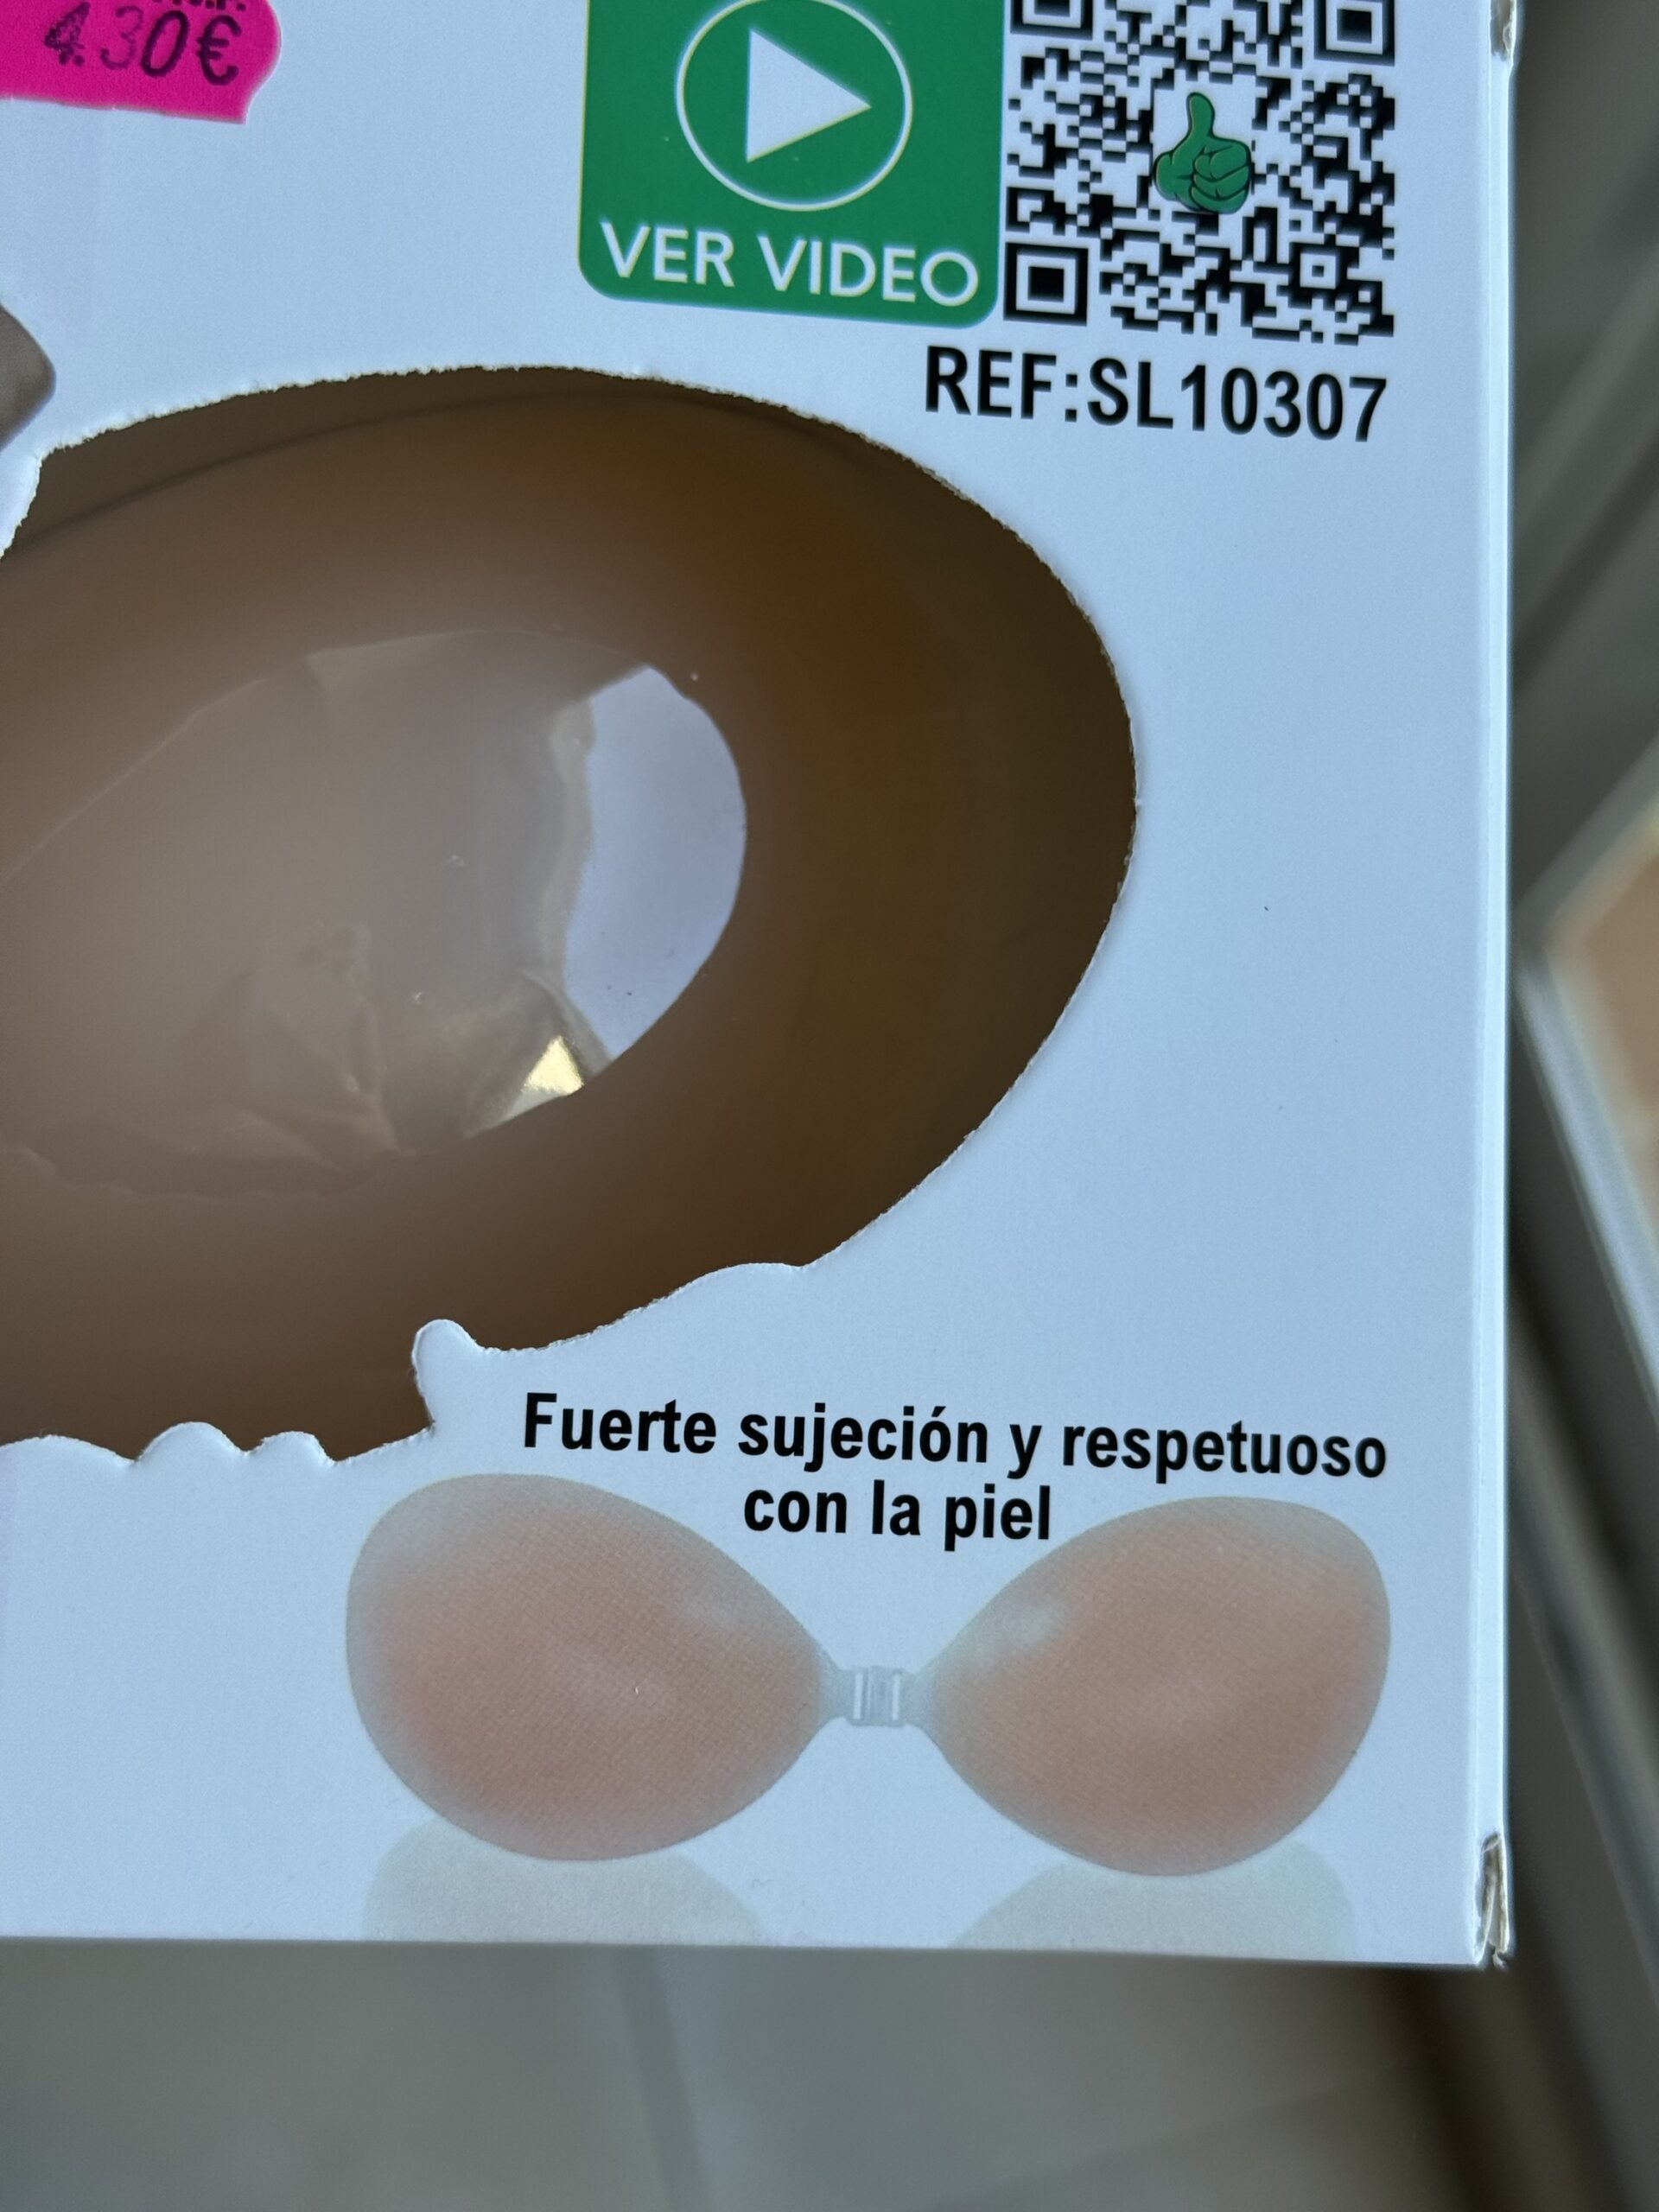 4.30€
VER VIDEO
REF:SL10307
Fuerte sujeción y respetuoso
con la piel